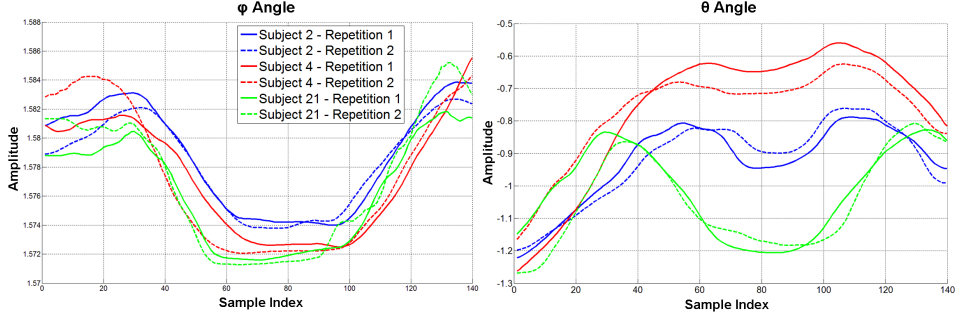 φ Angle
1.588
1.586
1.584
1.582
1.58
1.578
1.576
1.574
1.572
1.57
Amplitude
0
20
40
60
80
100
120
140
Sample Index
Subject 2 - Repetition 1
Subject 2 - Repetition 2
Subject 4 - Repetition 1
Subject 4 - Repetition 2
Subject 21 - Repetition 1
Subject 21 - Repetition 2
θ Angle
-0.5
-0.6
-0.7
-0.8
-0.9
-1
-1.1
-1.2
-1.3
Amplitude
0
20
40
60
80
100
120
140
Sample Index